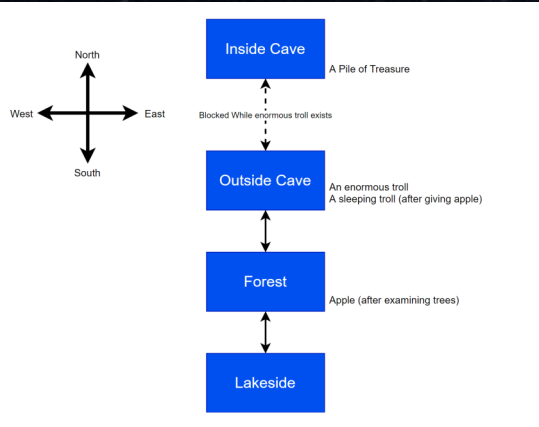 Inside Cave
A Pile of Treasure
North
West
East
South
Blocked While enormous troll exists
Outside Cave
An enormous troll
A sleeping troll (after giving apple)
Forest
Apple (after examining trees)
Lakeside